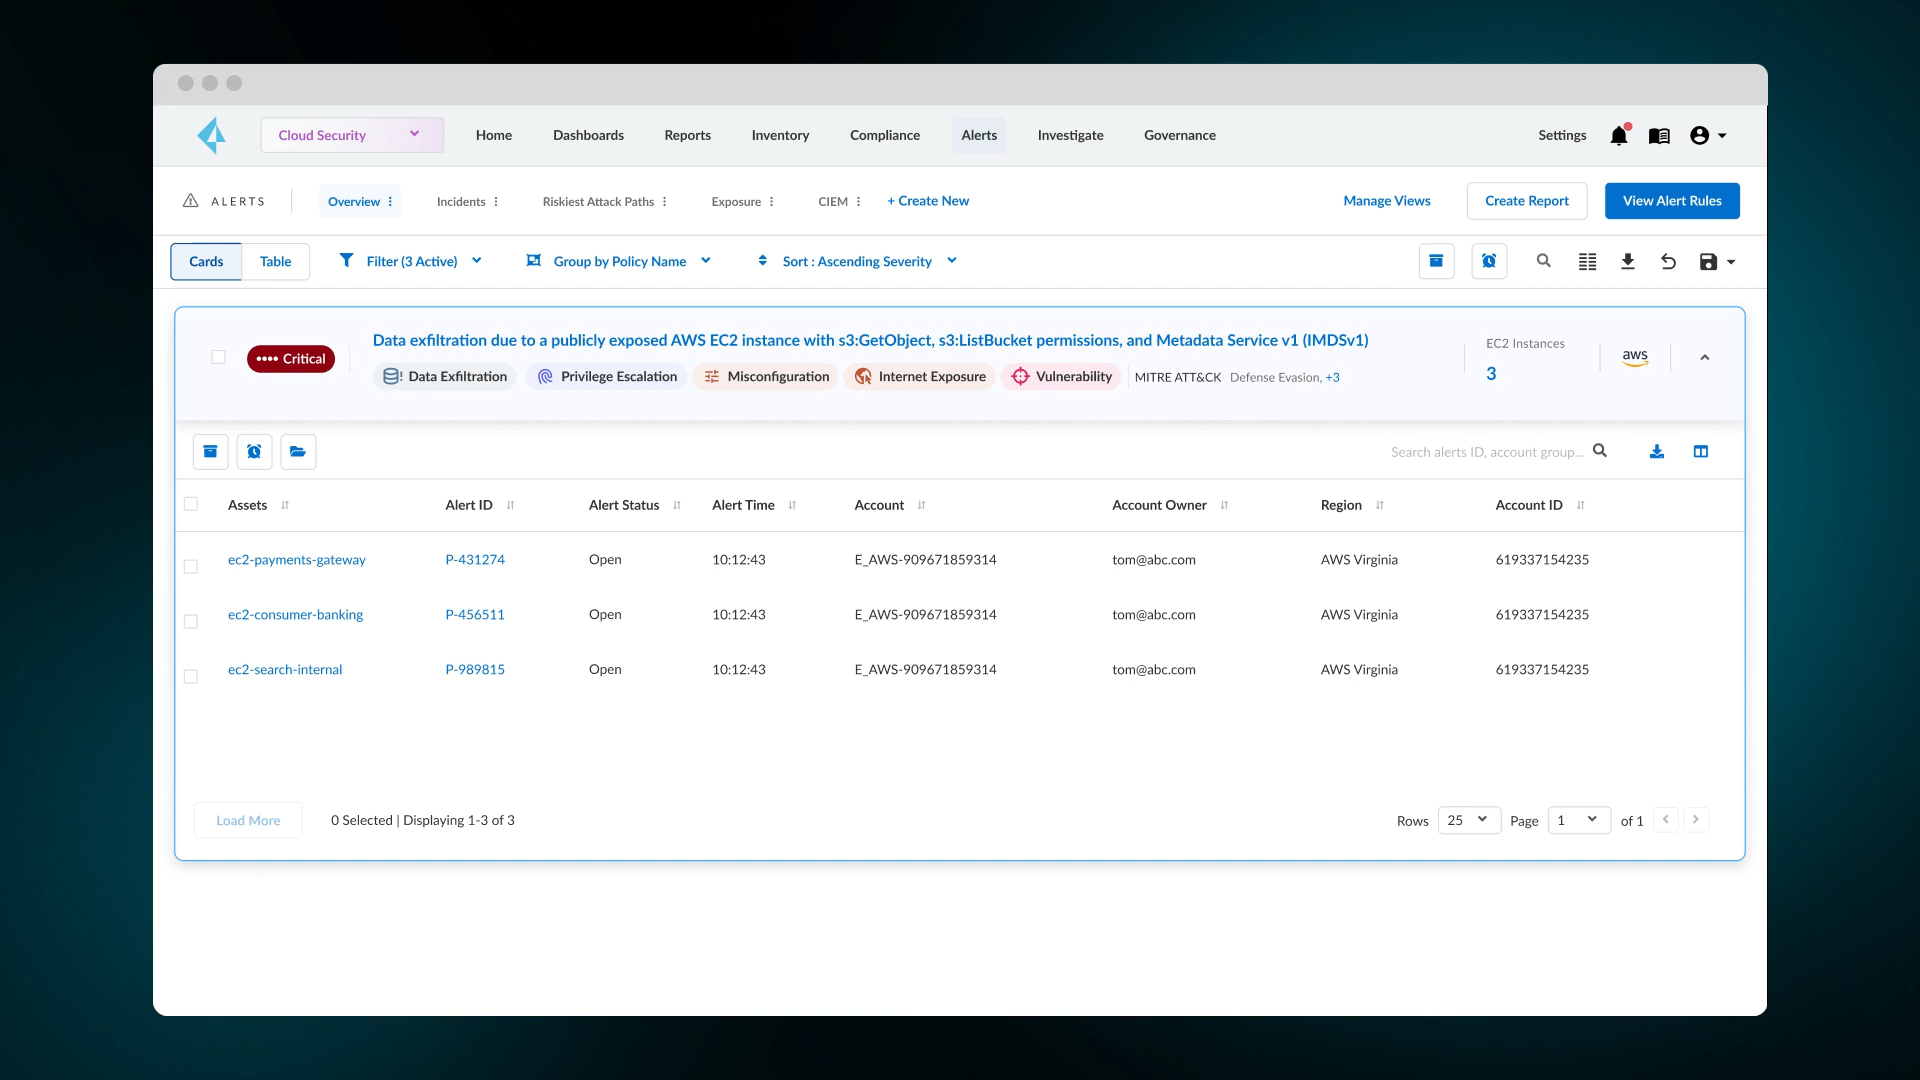 Cloud Security Home Dashboards Reports Inventory Compliance Alerts Investigate Governance Settings
ALERTS Overview Incidents Riskiest Attack Paths Exposure CIEM + Create New Manage Views Create Report View Alert Rules
Cards Table Filter (3 Active) Group by Policy Name Sort : Ascending Severity
Critical
Data exfiltration due to a publicly exposed AWS EC2 instance with s3:GetObject, s3:ListBucket permissions, and Metadata Service v1 (IMDSv1)
Data Exfiltration Privilege Escalation Misconfiguration Internet Exposure Vulnerability MITRE ATT&CK Defense Evasion, +3
EC2 Instances
3
aws
Search alerts ID, account group...
Assets Alert ID Alert Status Alert Time Account Account Owner Region Account ID
ec2-payments-gateway P-431274 Open 10:12:43 E_AWS-909671859314 tom@abc.com AWS Virginia 619337154235
ec2-consumer-banking P-456511 Open 10:12:43 E_AWS-909671859314 tom@abc.com AWS Virginia 619337154235
ec2-search-internal P-989815 Open 10:12:43 E_AWS-909671859314 tom@abc.com AWS Virginia 619337154235
Load More 0 Selected | Displaying 1-3 of 3 Rows 25 Page 1 of 1